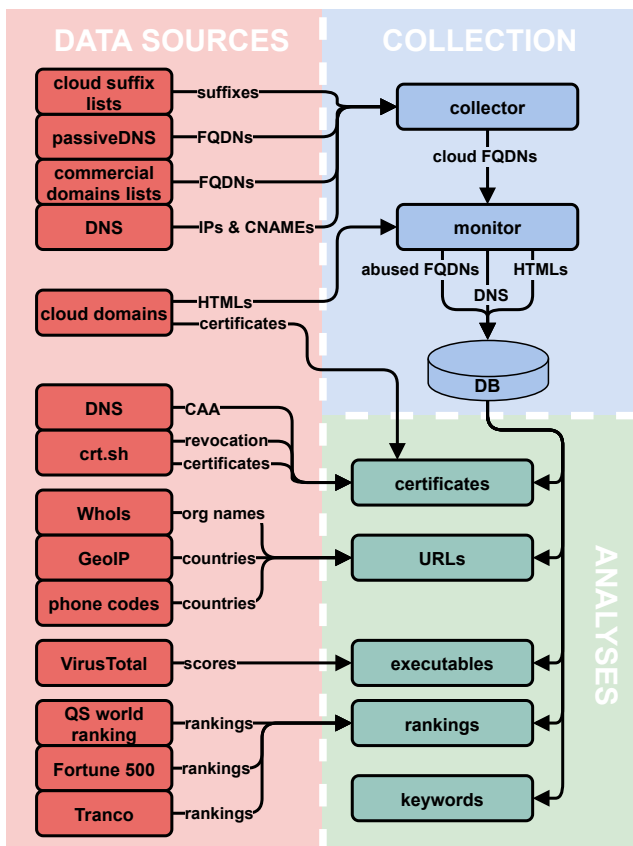 DATA SOURCES
COLLECTION
cloud suffix
lists
suffixes
collector
passiveDNS
FQDNs
cloud FQDNs
commercial
domains lists
FQDNs
DNS
IPs & CNAMEs
monitor
abused FQDNs
HTMLs
DNS
cloud domains
HTMLs
certificates
DB
DNS
CAA
crt.sh
revocation
certificates
certificates
WhoIs
org names
GeoIP
countries
URLs
phone codes
countries
ANALYSES
VirusTotal
scores
executables
QS world
ranking
rankings
rankings
Fortune 500
rankings
Tranco
rankings
keywords